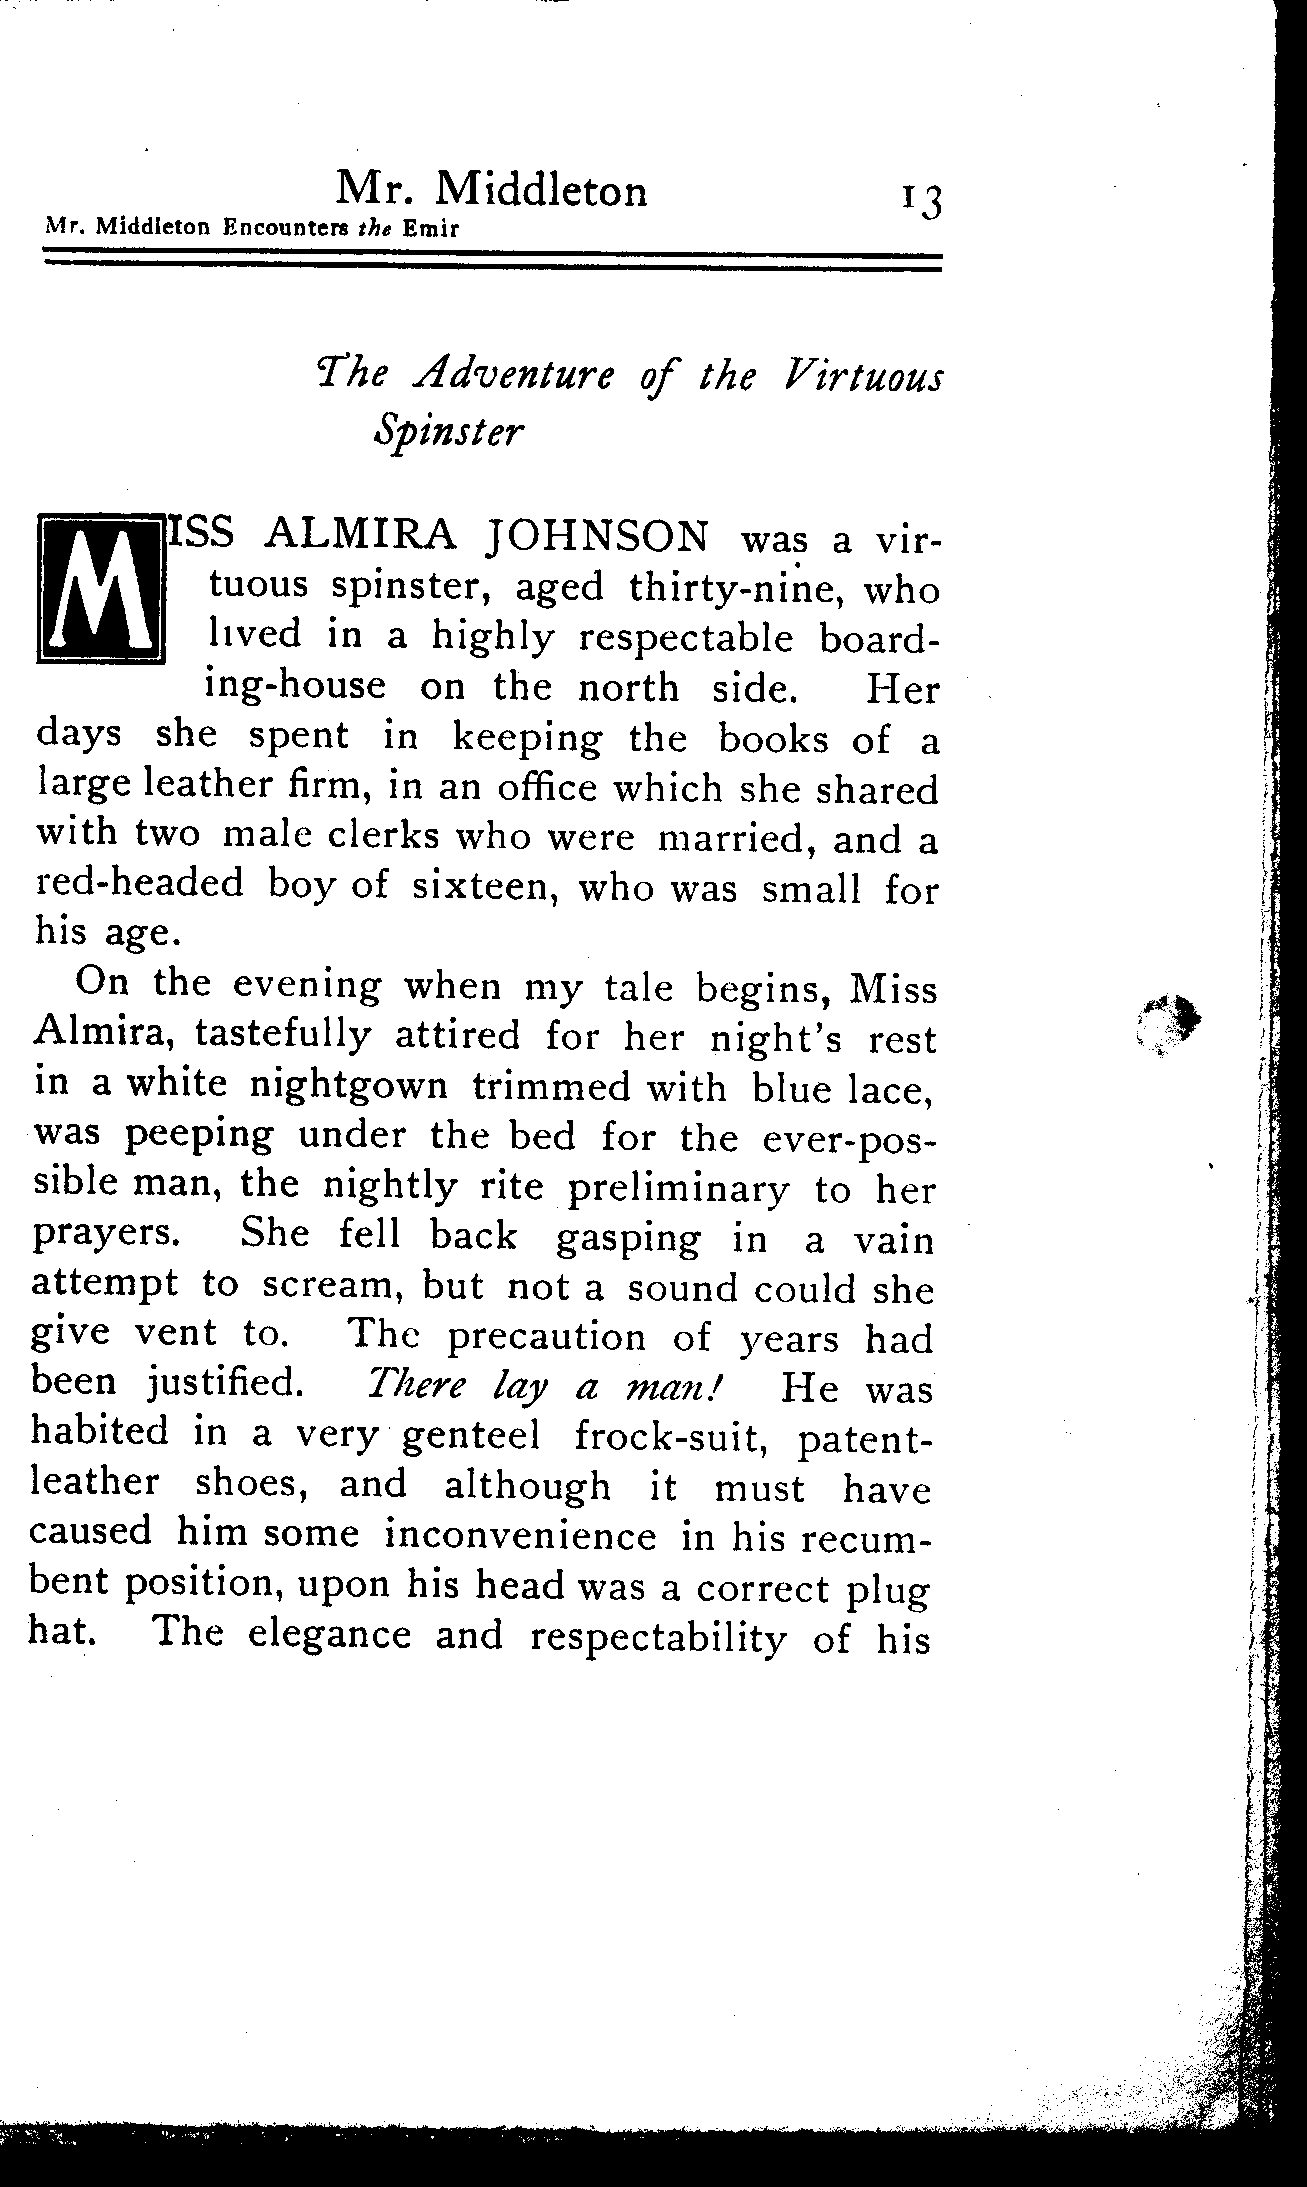 Mr. Middleton 13
Mr. Middleton Encounters the Emir
The Adventure of the Virtuous
Spinster
MISS ALMIRA JOHNSON was a vir-
tuous spinster, aged thirty-nine, who
lived in a highly respectable board-
ing-house on the north side. Her
days she spent in keeping the books of a
large leather firm, in an office which she shared
with two male clerks who were married, and a
red-headed boy of sixteen, who was small for
his age.
On the evening when my tale begins, Miss
Almira, tastefully attired for her night's rest
in a white nightgown trimmed with blue lace,
was peeping under the bed for the ever-pos-
sible man, the nightly rite preliminary to her
prayers. She fell back gasping in a vain
attempt to scream, but not a sound could she
give vent to. The precaution of years had
been justified. There lay a man! He was
habited in a very genteel frock-suit, patent-
leather shoes, and although it must have
caused him some inconvenience in his recum-
bent position, upon his head was a correct plug
hat. The elegance and respectability of his